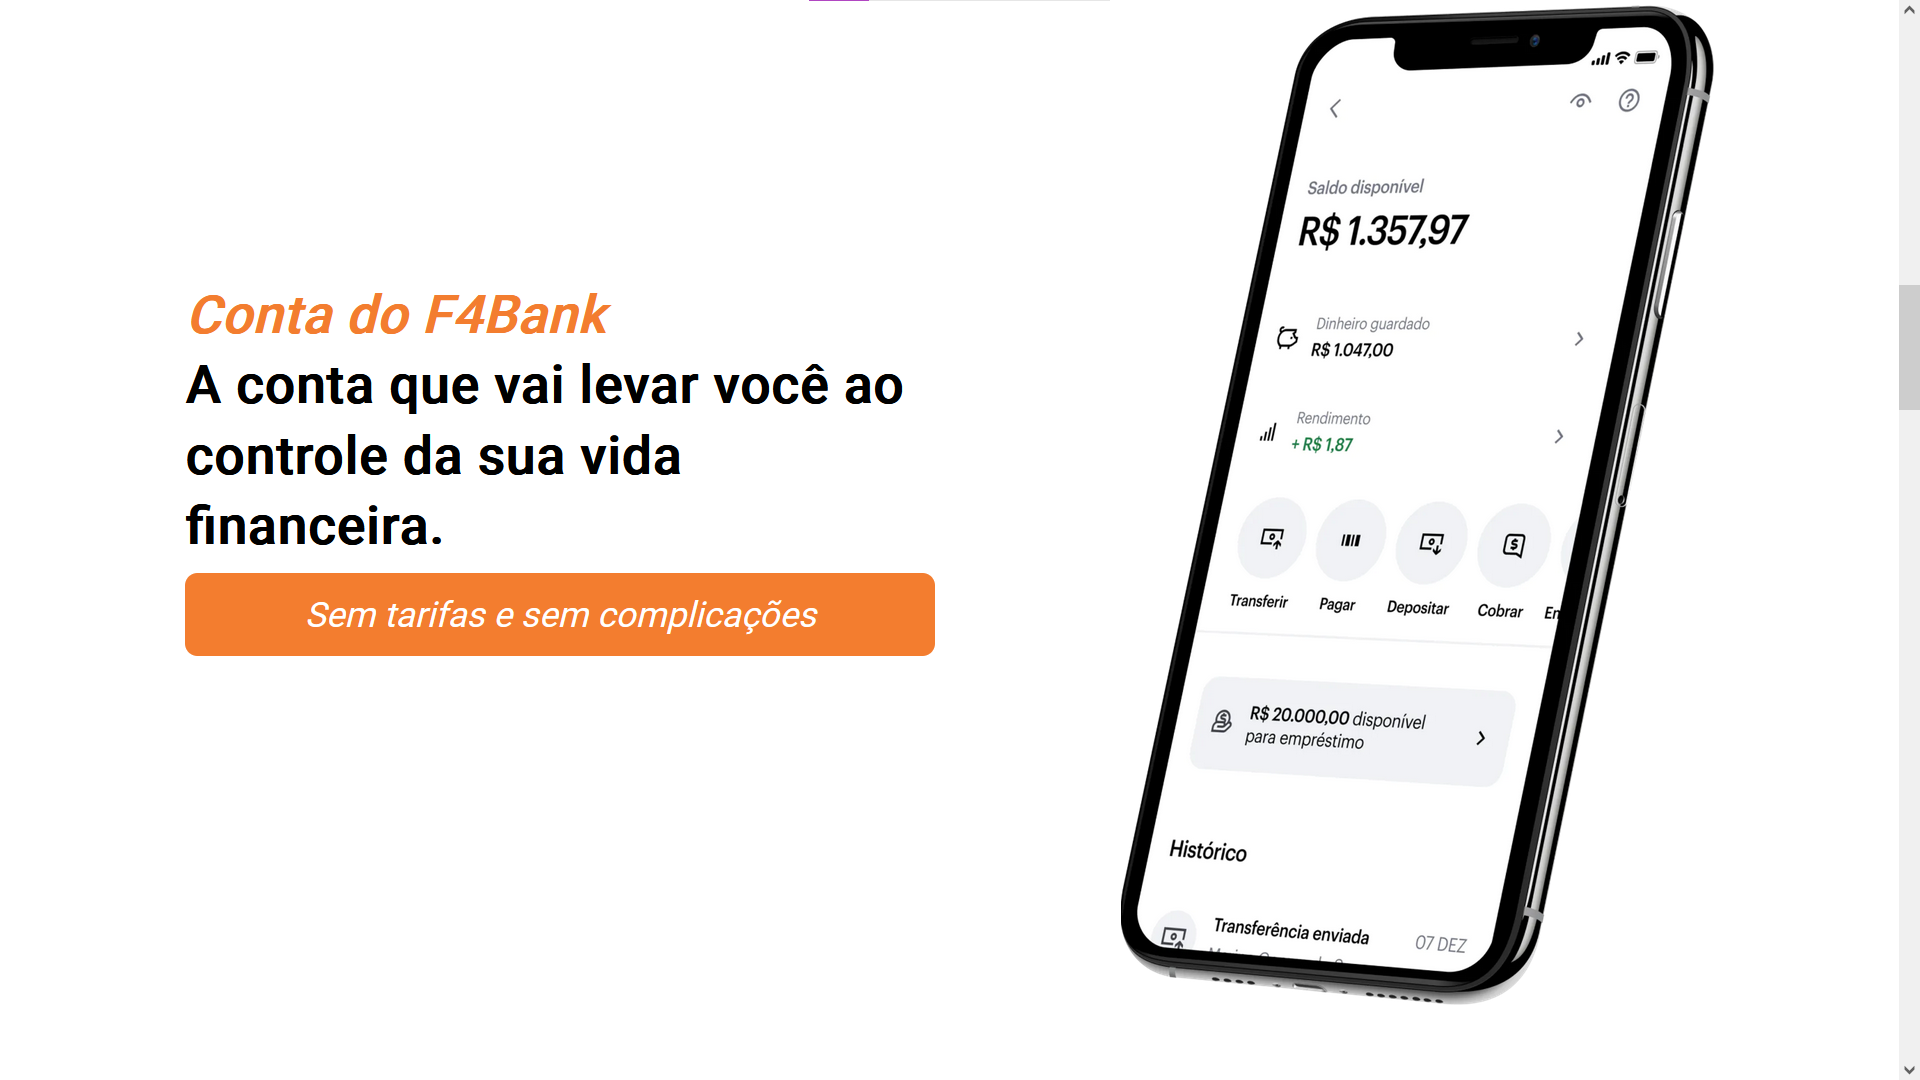 Conta do F4Bank
A conta que vai levar você ao
controle da sua vida
financeira.
Sem tarifas e sem complicações
Saldo disponível
R$ 1.357,97
Dinheiro guardado
R$ 1.047,00
Rendimento
+ R$ 1,87
Transferir Pagar Depositar Cobrar En
R$ 20.000,00 disponível
para empréstimo
Histórico
Transferência enviada 07 DEZ